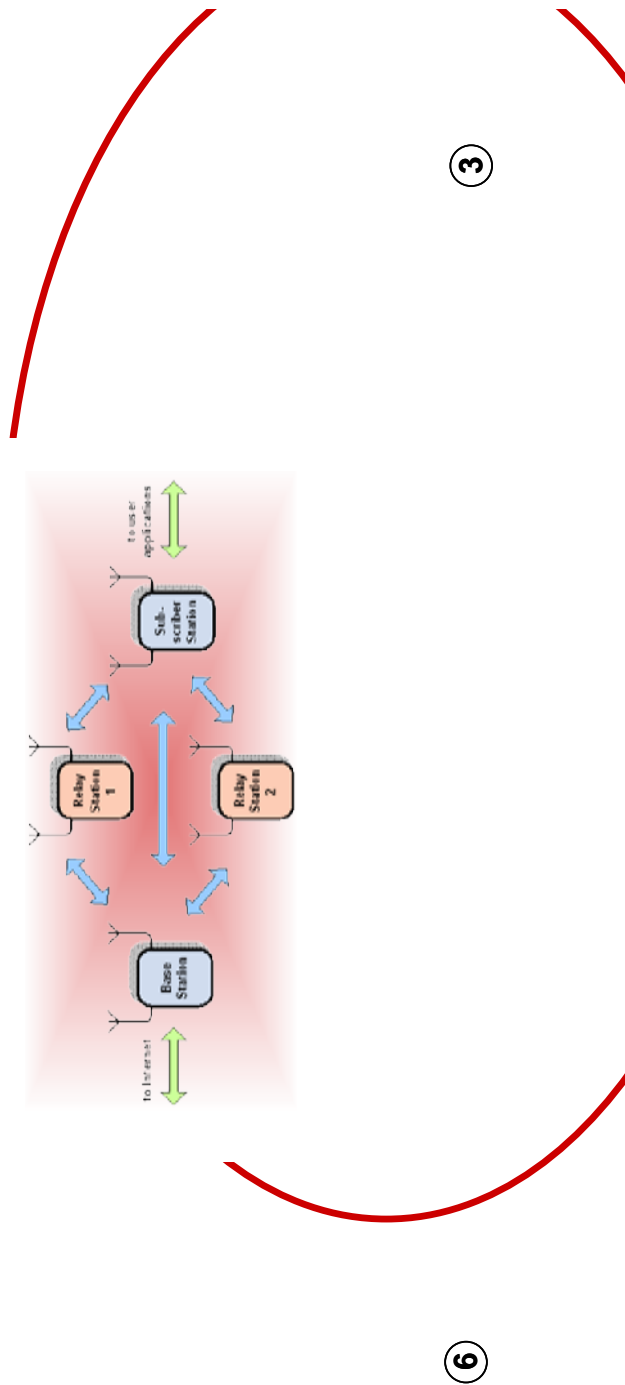 3
to user
applications
Sub-
scriber
Station
Relay
Station
1
Relay
Station
2
Base
Station
to Internet
6